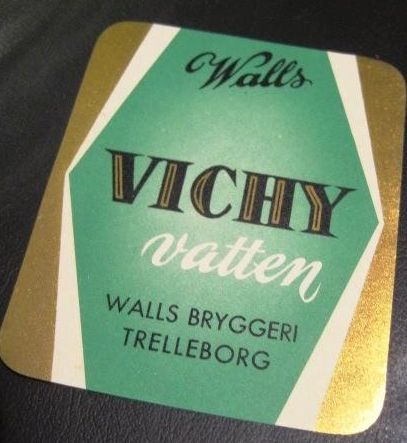 Walls
VICHY
vatten
WALLS BRYGGERI
TRELLEBORG